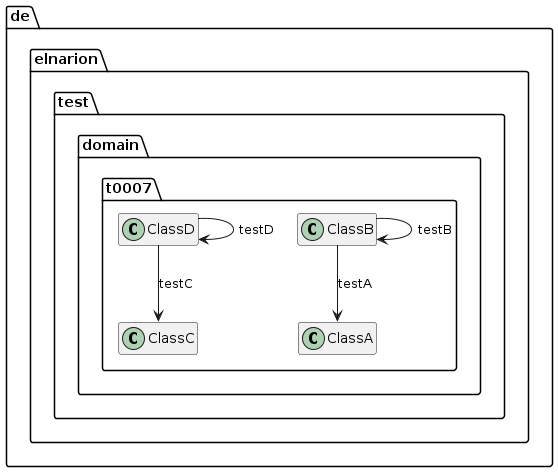 de
elnarion
test
domain
t0007
C ClassD
testD
C ClassB
testB
testC
testA
C ClassC
C ClassA